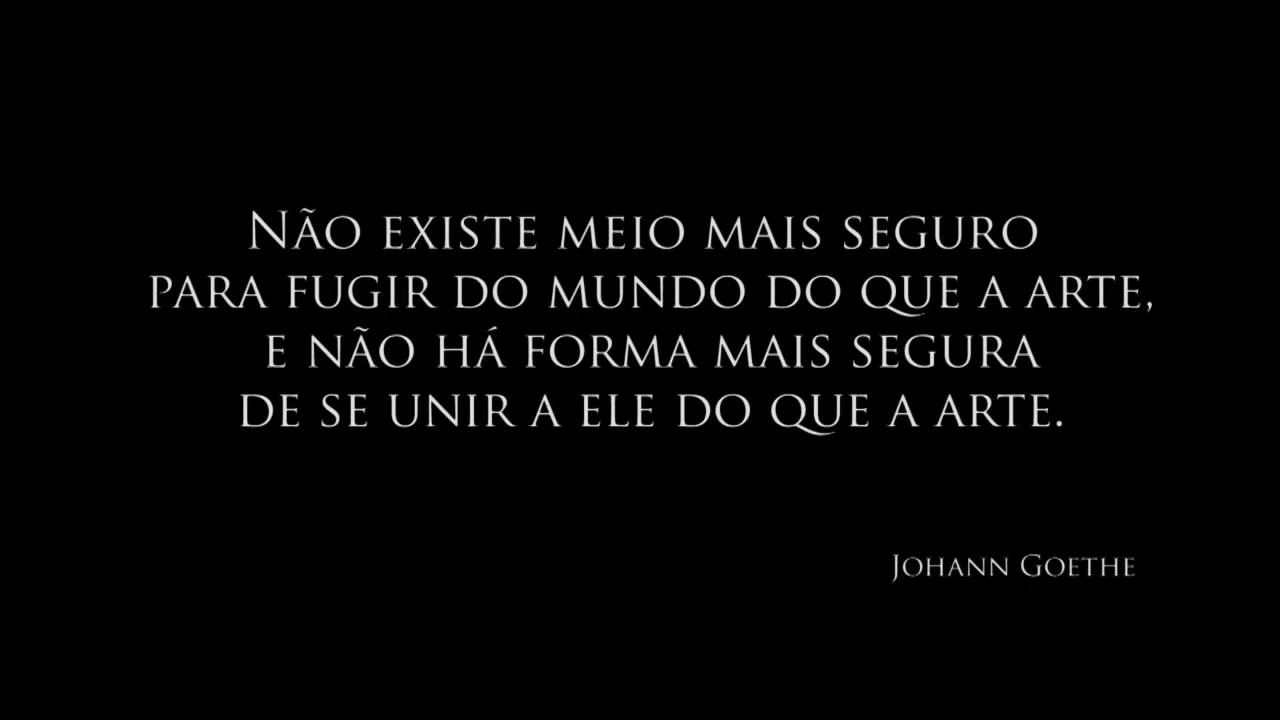 Não existe meio mais seguro
para fugir do mundo do que a arte,
e não há forma mais segura
de se unir a ele do que a arte.
Johann Goethe